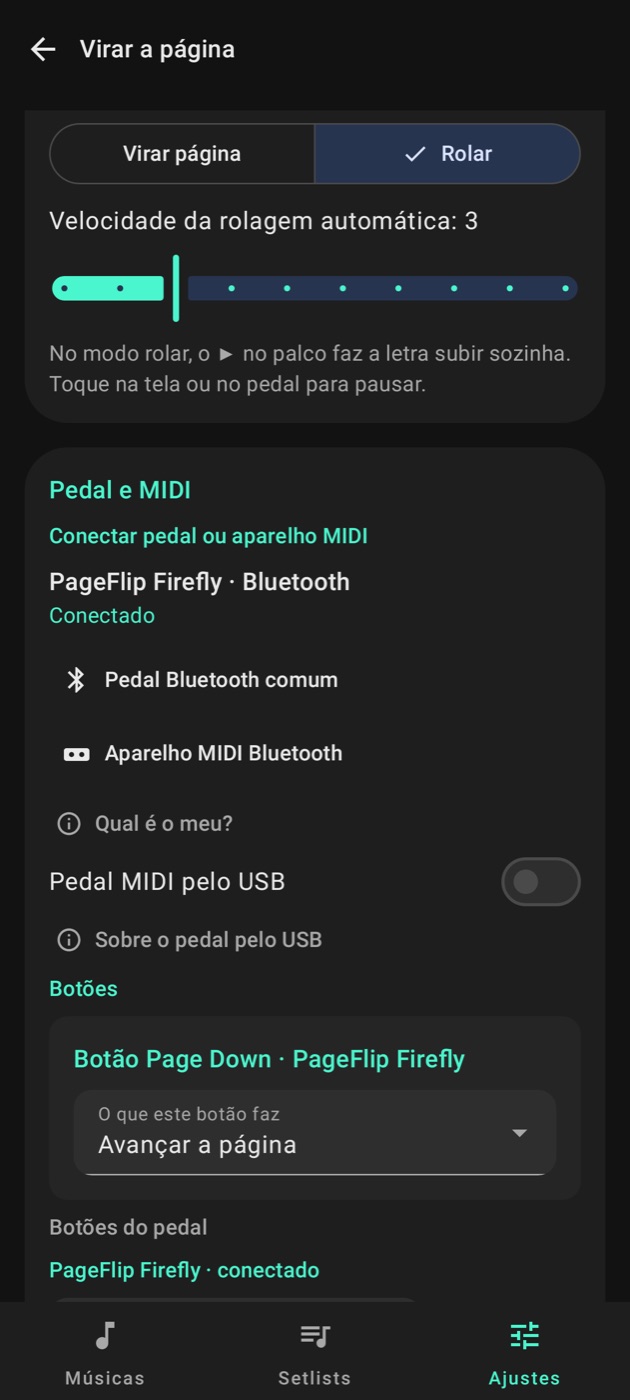 Virar a página
Virar página
Rolar
Velocidade da rolagem automática: 3
No modo rolar, o ► no palco faz a letra subir sozinha.
Toque na tela ou no pedal para pausar.
Pedal e MIDI
Conectar pedal ou aparelho MIDI
PageFlip Firefly · Bluetooth
Conectado
Pedal Bluetooth comum
Aparelho MIDI Bluetooth
Qual é o meu?
Pedal MIDI pelo USB
Sobre o pedal pelo USB
Botões
Botão Page Down · PageFlip Firefly
O que este botão faz
Avançar a página
Botões do pedal
PageFlip Firefly · conectado
Músicas
Setlists
Ajustes